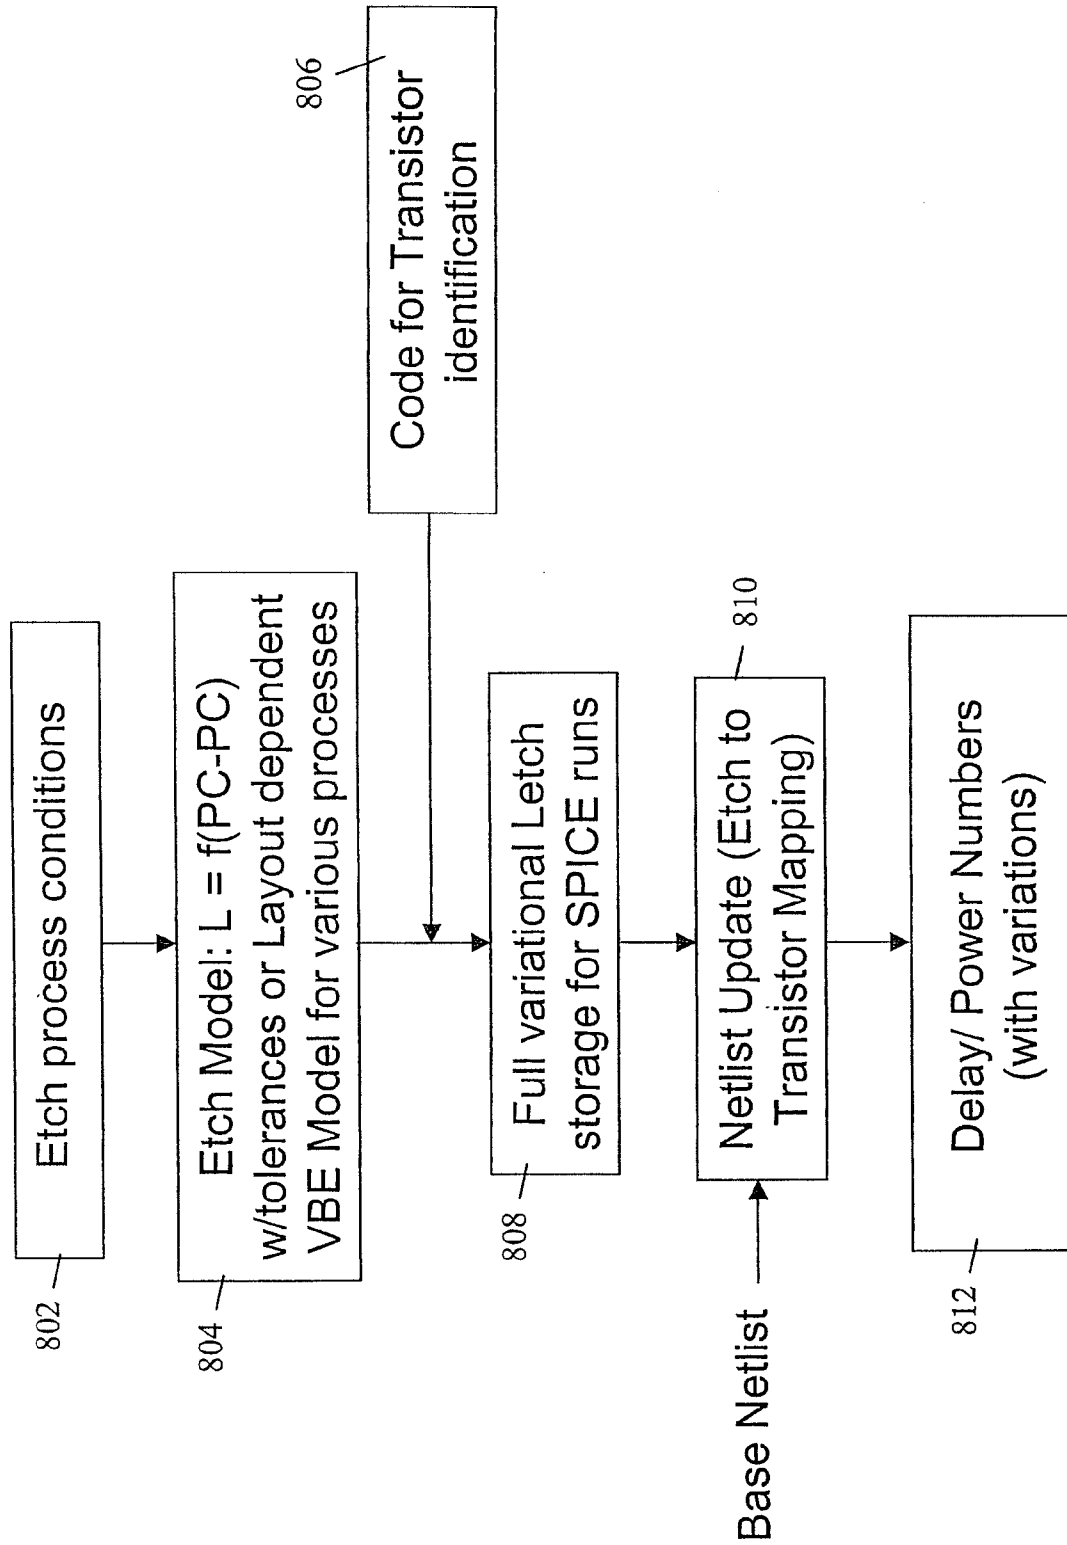 802
Etch process conditions
804
Etch Model: L = f(PC-PC)
w/tolerances or Layout dependent
VBE Model for various processes
806
Code for Transistor
identification
808
Full variational Letch
storage for SPICE runs
810
Netlist Update (Etch to
Transistor Mapping)
Base Netlist
812
Delay/ Power Numbers
(with variations)